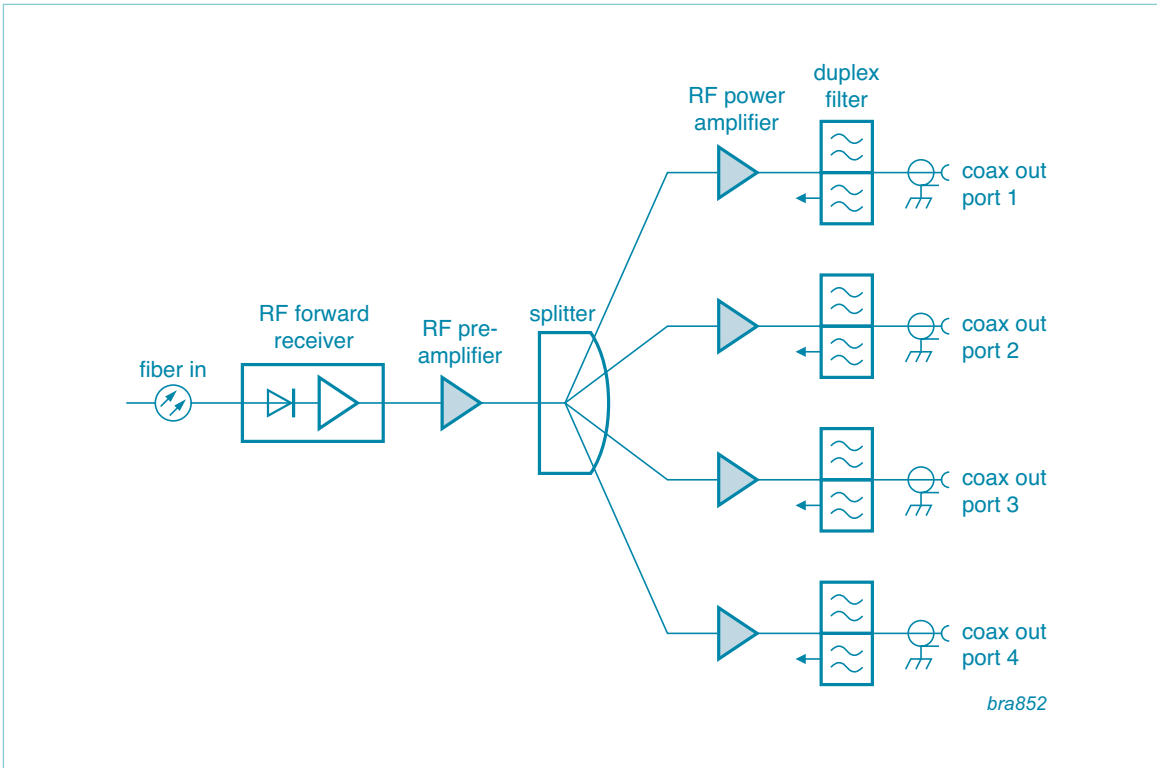 duplex
filter
RF power
amplifier
coax out
port 1
splitter
RF forward
receiver
RF pre-
amplifier
fiber in
coax out
port 2
coax out
port 3
coax out
port 4
bra852